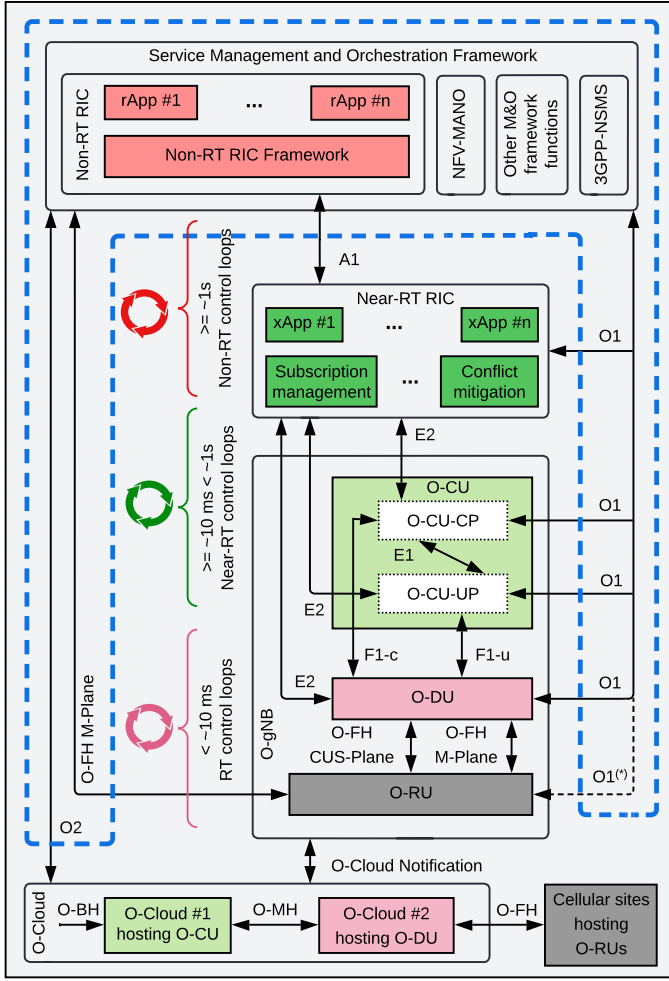 Service Management and Orchestration Framework
Non-RT RIC
rApp #1
...
rApp #n
Non-RT RIC Framework
NFV-MANO
Other M&O
framework
functions
3GPP-NSMS
A1
>= ~1s
Non-RT control loops
Near-RT RIC
xApp #1
...
xApp #n
Subscription
management
...
Conflict
mitigation
O1
E2
>= ~10 ms < ~1s
Near-RT control loops
O-CU
O-CU-CP
O1
E1
O-CU-UP
O1
E2
F1-c
F1-u
E2
O-DU
O1
< ~10 ms
RT control loops
O-gNB
O-FH
CUS-Plane
O-FH
M-Plane
O-FH M-Plane
O-RU
O1(*)
O2
O-Cloud Notification
O-Cloud
O-BH
O-Cloud #1
hosting O-CU
O-MH
O-Cloud #2
hosting O-DU
O-FH
Cellular sites
hosting
O-RUs